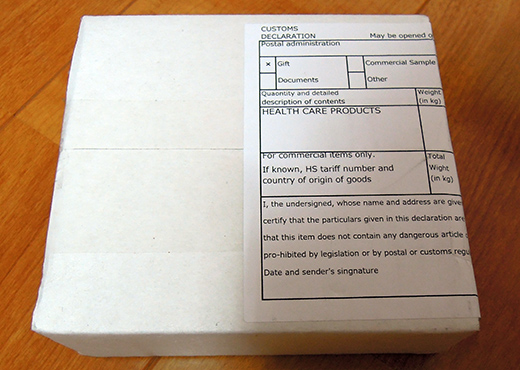 CUSTOMS
DECLARATION May be opened o
Postal administration
x Gift Commercial Sample
Documents Other
Quaontity and detailed Weight
description of contents (in kg)
HEALTH CARE PRODUCTS
For commercial items only. Total
If known, HS tariff number and Wight
country of origin of goods (in kg)
I, the undersigned, whose name and address are give
certify that the particulars given in this declaration are
that this item does not contain any dangerous article
pro-hibited by legislation or by postal or customs regu
Date and sender's singnature